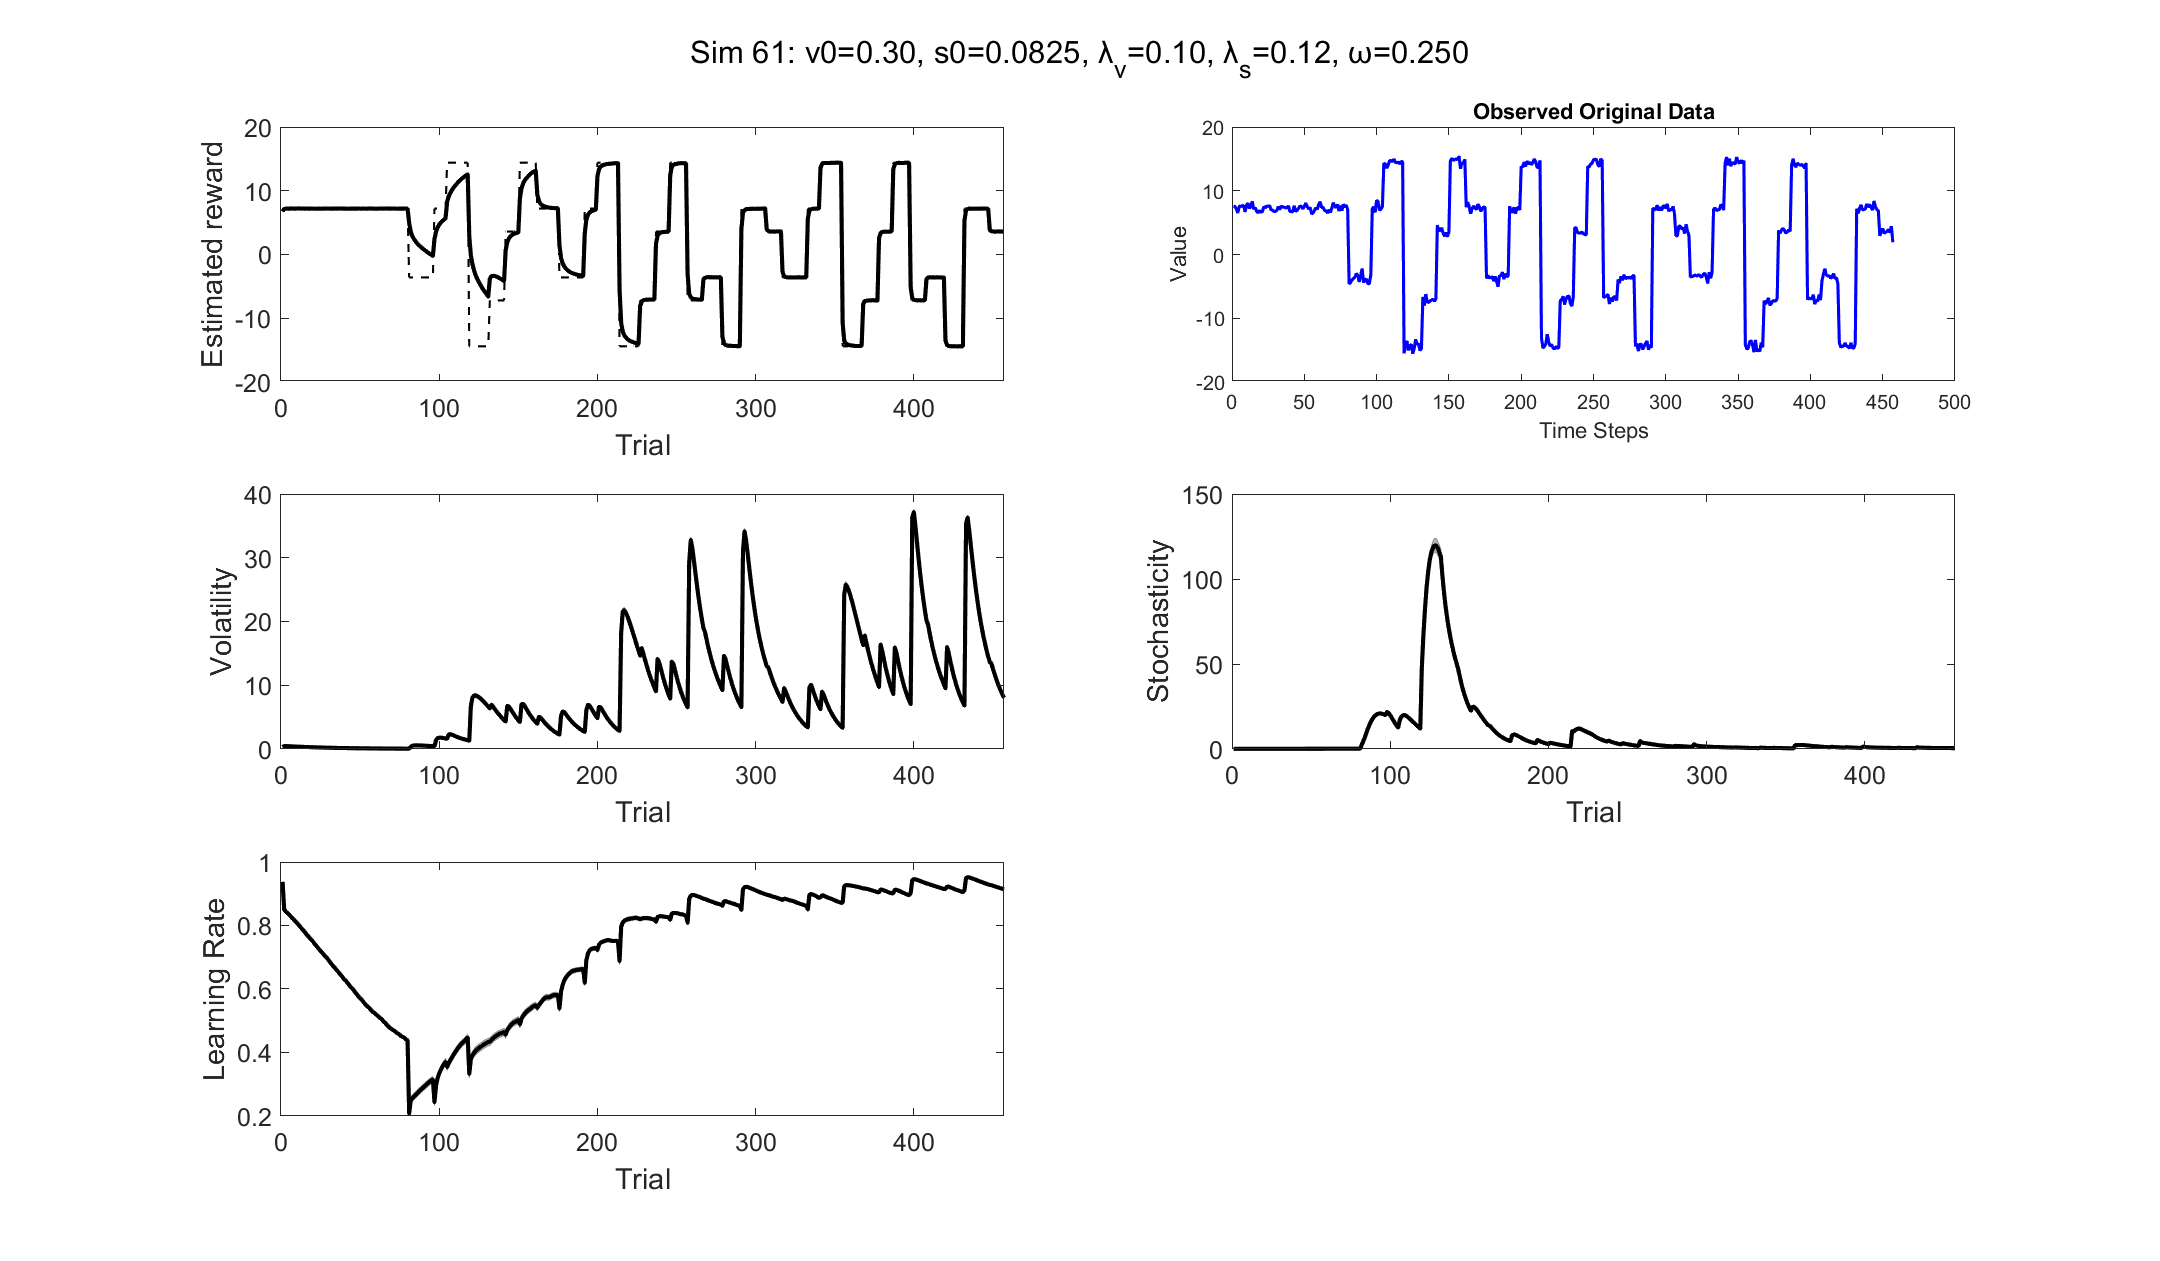 Sim 61: v0=0.30, s0=0.0825, λv=0.10, λs=0.12, ω=0.250
20
10
0
-10
-20
Estimated reward
0 100 200 300 400
Trial
Observed Original Data
20
10
0
-10
-20
Value
0 50 100 150 200 250 300 350 400 450 500
Time Steps
40
30
20
10
0
Volatility
0 100 200 300 400
Trial
150
100
50
0
Stochasticity
0 100 200 300 400
Trial
1
0.8
0.6
0.4
0.2
Learning Rate
0 100 200 300 400
Trial